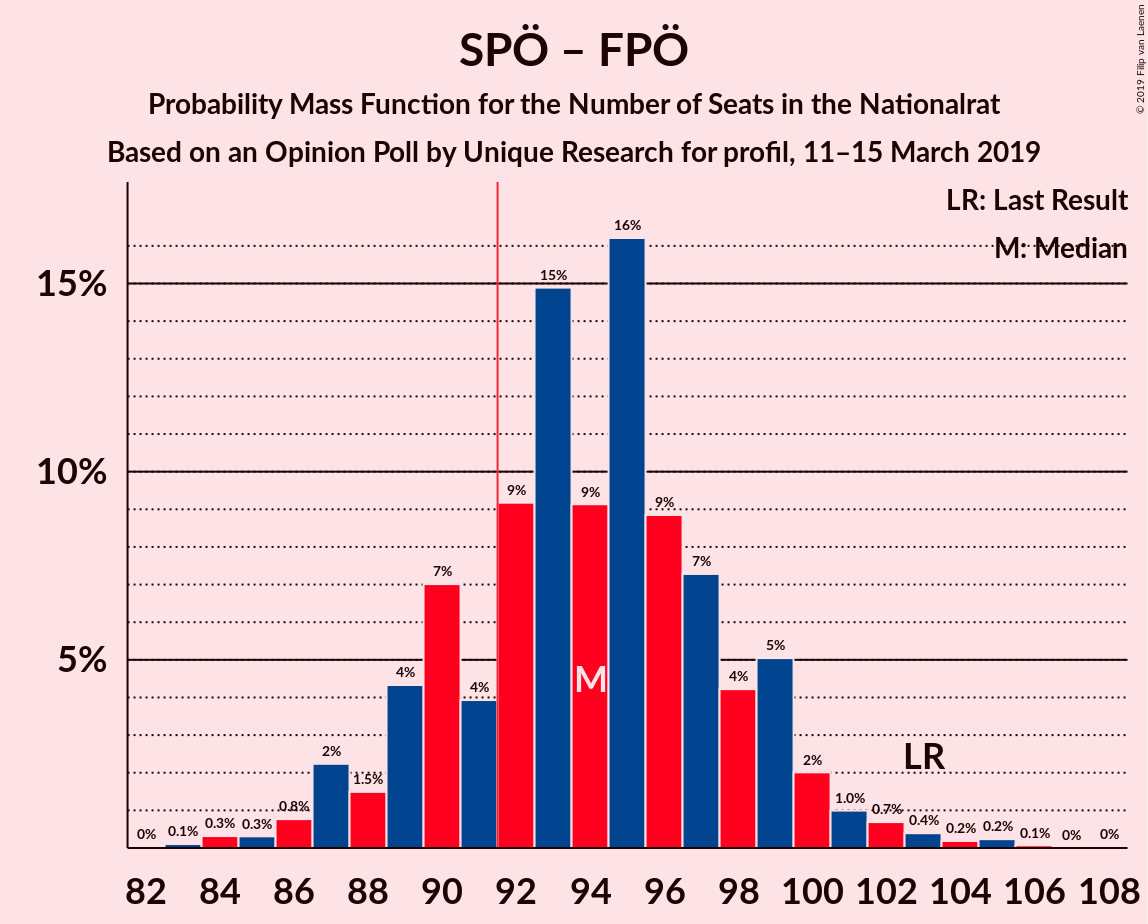 © 2019 Filip van Laenen
SPÖ – FPÖ
Probability Mass Function for the Number of Seats in the Nationalrat
Based on an Opinion Poll by Unique Research for profil, 11–15 March 2019
LR: Last Result
M: Median
15%
10%
5%
0% 0.1% 0.3% 0.3% 0.8% 2% 1.5% 4% 7% 4% 9% 15% 9% 16% 9% 7% 4% 5% 2% 1.0% 0.7% 0.4% 0.2% 0.2% 0.1% 0% 0%
M
LR
82 84 86 88 90 92 94 96 98 100 102 104 106 108